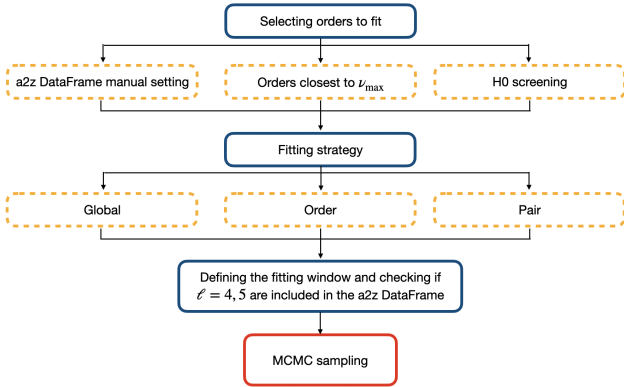 Selecting orders to fit
a2z DataFrame manual setting
Orders closest to ν_max
H0 screening
Fitting strategy
Global
Order
Pair
Defining the fitting window and checking if
ℓ = 4, 5 are included in the a2z DataFrame
MCMC sampling